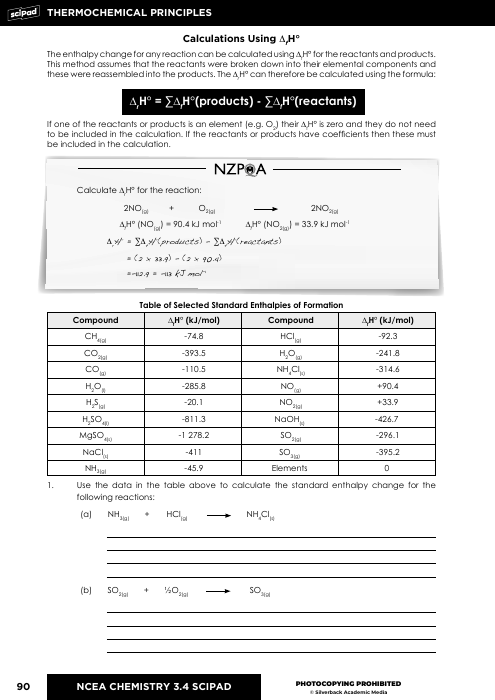 scipad THERMOCHEMICAL PRINCIPLES
Calculations Using ΔfH°
The enthalpy change for any reaction can be calculated using ΔfH° for the reactants and products.
This method assumes that the reactants were broken down into their elemental components and
these were reassembled into the products. The ΔrH° can therefore be calculated using the formula:
ΔrH° = ∑ΔfH°(products) - ∑ΔfH°(reactants)
If one of the reactants or products is an element (e.g. O2) their ΔfH° is zero and they do not need
to be included in the calculation. If the reactants or products have coefficients then these must
be included in the calculation.
NZPQA
Calculate ΔrH° for the reaction:
2NO(g) + O2(g) → 2NO2(g)
ΔfH° (NO(g)) = 90.4 kJ mol-1 ΔfH° (NO2(g)) = 33.9 kJ mol-1
ΔrH° = ∑ΔfH°(products) - ∑ΔfH°(reactants)
= (2 x 33.9) - (2 x 90.4)
= -112.9 = -113 kJ mol-1
Table of Selected Standard Enthalpies of Formation
Compound ΔfH° (kJ/mol) Compound ΔfH° (kJ/mol)
CH4(g) -74.8 HCl(g) -92.3
CO2(g) -393.5 H2O(g) -241.8
CO(g) -110.5 NH4Cl(s) -314.6
H2O(l) -285.8 NO(g) +90.4
H2S(g) -20.1 NO2(g) +33.9
H2SO4(l) -811.3 NaOH(s) -426.7
MgSO4(s) -1 278.2 SO2(g) -296.1
NaCl(s) -411 SO3(g) -395.2
NH3(g) -45.9 Elements 0
1. Use the data in the table above to calculate the standard enthalpy change for the
following reactions:
(a) NH3(g) + HCl(g) → NH4Cl(s)
(b) SO2(g) + ½O2(g) → SO3(g)
90 NCEA CHEMISTRY 3.4 SCIPAD PHOTOCOPYING PROHIBITED
© Silverback Academic Media